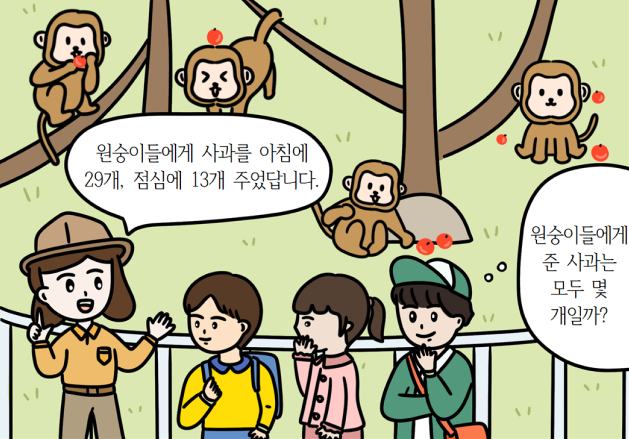 원숭이들에게 사과를 아침에
29개, 점심에 13개 주었답니다.
원숭이들에게
준 사과는
모두 몇
개일까?